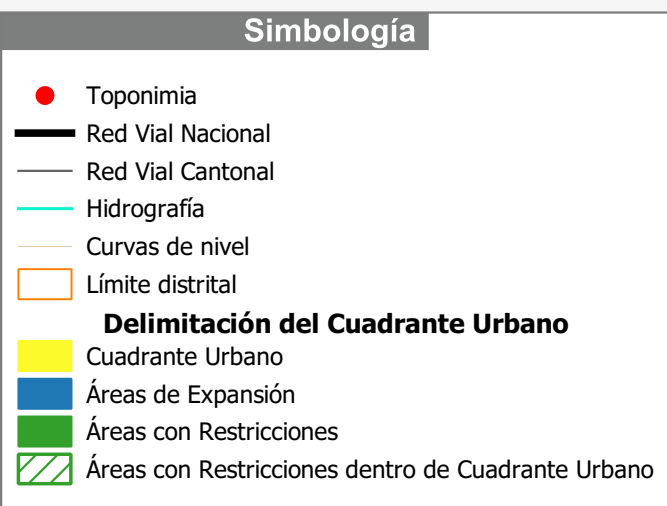 Simbología
Toponimia
Red Vial Nacional
Red Vial Cantonal
Hidrografía
Curvas de nivel
Límite distrital
Delimitación del Cuadrante Urbano
Cuadrante Urbano
Áreas de Expansión
Áreas con Restricciones
Áreas con Restricciones dentro de Cuadrante Urbano